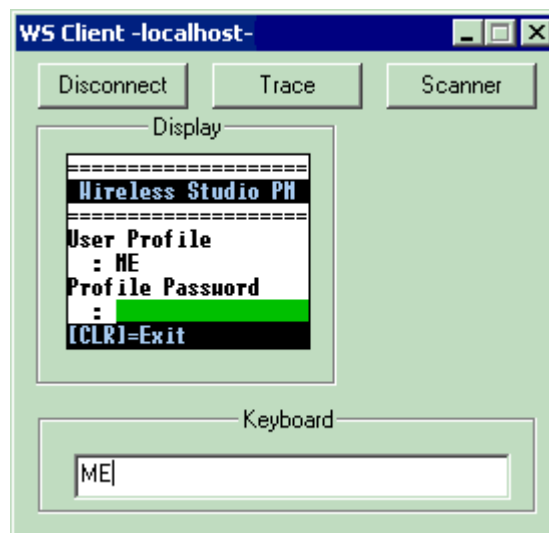 WS Client -localhost-
Disconnect Trace Scanner
Display
====================
Wireless Studio PM
====================
User Profile
: ME
Profile Password
:
[CLR]=Exit
Keyboard
ME